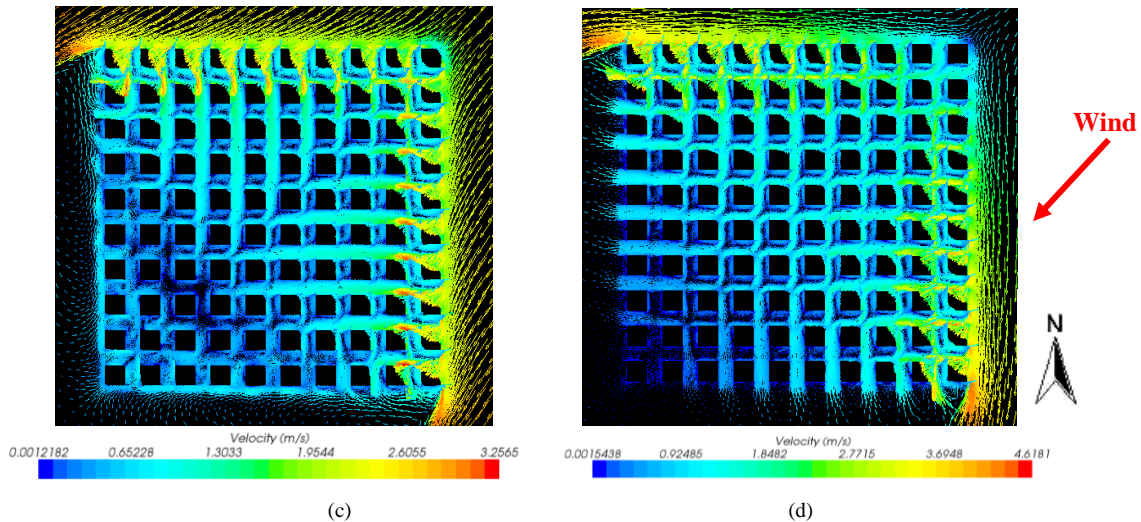 Wind
N
Velocity (m/s)
0.0012182 0.65228 1.3033 1.9544 2.6055 3.2565
Velocity (m/s)
0.0015438 0.92485 1.8482 2.7715 3.6948 4.6181
(c)
(d)